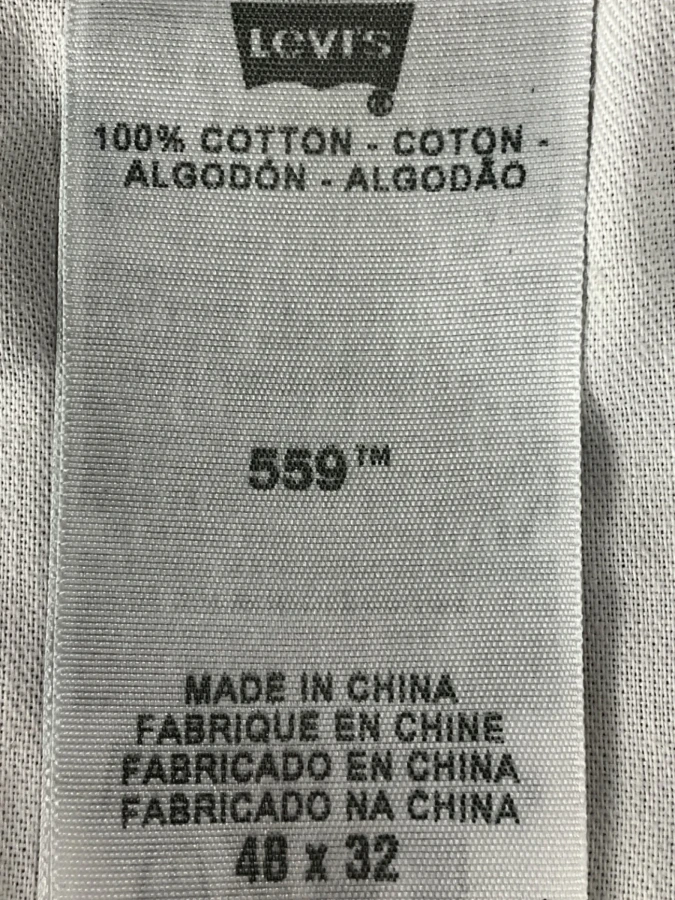 LEVI'S
®
100% COTTON - COTON -
ALGODÓN - ALGODÃO
559™
MADE IN CHINA
FABRIQUE EN CHINE
FABRICADO EN CHINA
FABRICADO NA CHINA
48 x 32